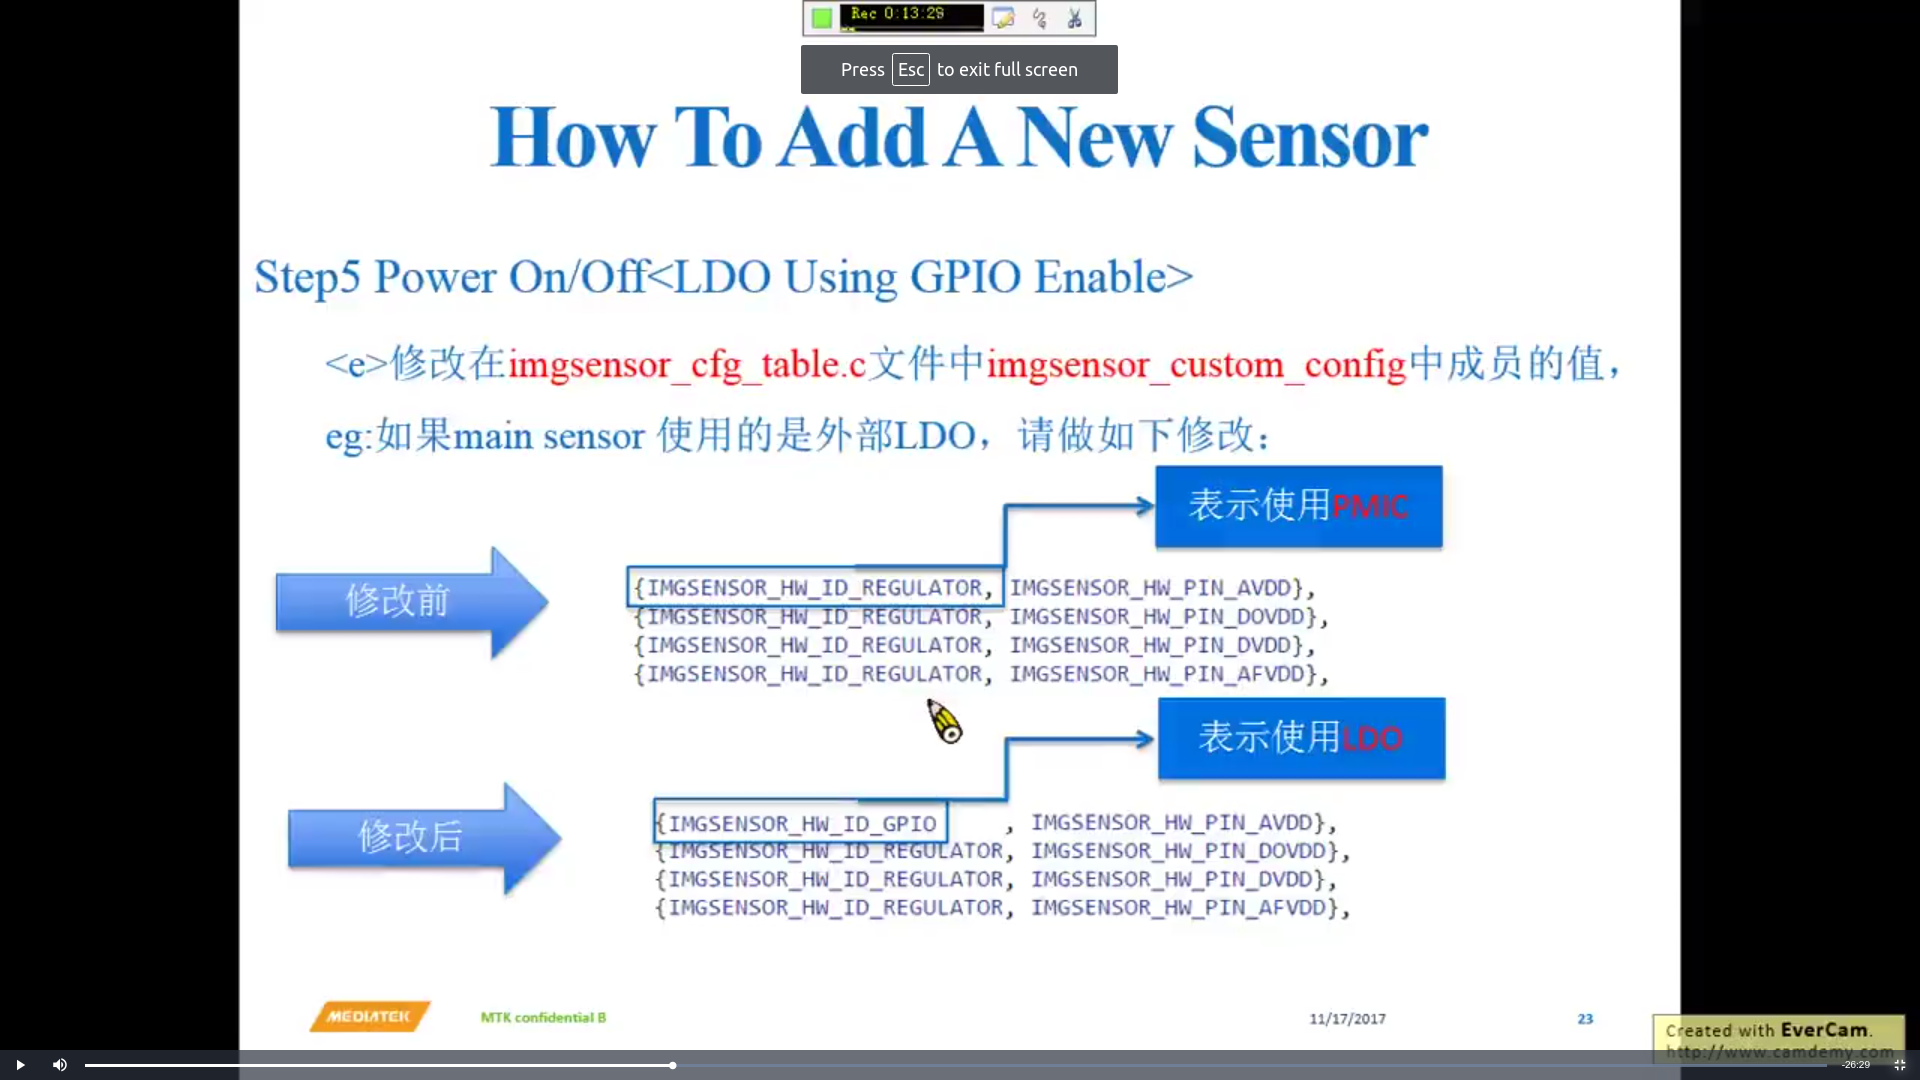 Rec 0:13:29
Press Esc to exit full screen
How To Add A New Sensor
Step5 Power On/Off<LDO Using GPIO Enable>
<e>修改在imgsensor_cfg_table.c文件中imgsensor_custom_config中成员的值，
eg:如果main sensor 使用的是外部LDO，请做如下修改：
表示使用PMIC
修改前
{IMGSENSOR_HW_ID_REGULATOR, IMGSENSOR_HW_PIN_AVDD},
{IMGSENSOR_HW_ID_REGULATOR, IMGSENSOR_HW_PIN_DOVDD},
{IMGSENSOR_HW_ID_REGULATOR, IMGSENSOR_HW_PIN_DVDD},
{IMGSENSOR_HW_ID_REGULATOR, IMGSENSOR_HW_PIN_AFVDD},
表示使用LDO
修改后
{IMGSENSOR_HW_ID_GPIO , IMGSENSOR_HW_PIN_AVDD},
{IMGSENSOR_HW_ID_REGULATOR, IMGSENSOR_HW_PIN_DOVDD},
{IMGSENSOR_HW_ID_REGULATOR, IMGSENSOR_HW_PIN_DVDD},
{IMGSENSOR_HW_ID_REGULATOR, IMGSENSOR_HW_PIN_AFVDD},
MEDIATEK MTK confidential B 11/17/2017 23
Created with EverCam.
http://www.camdemy.com
-26:29